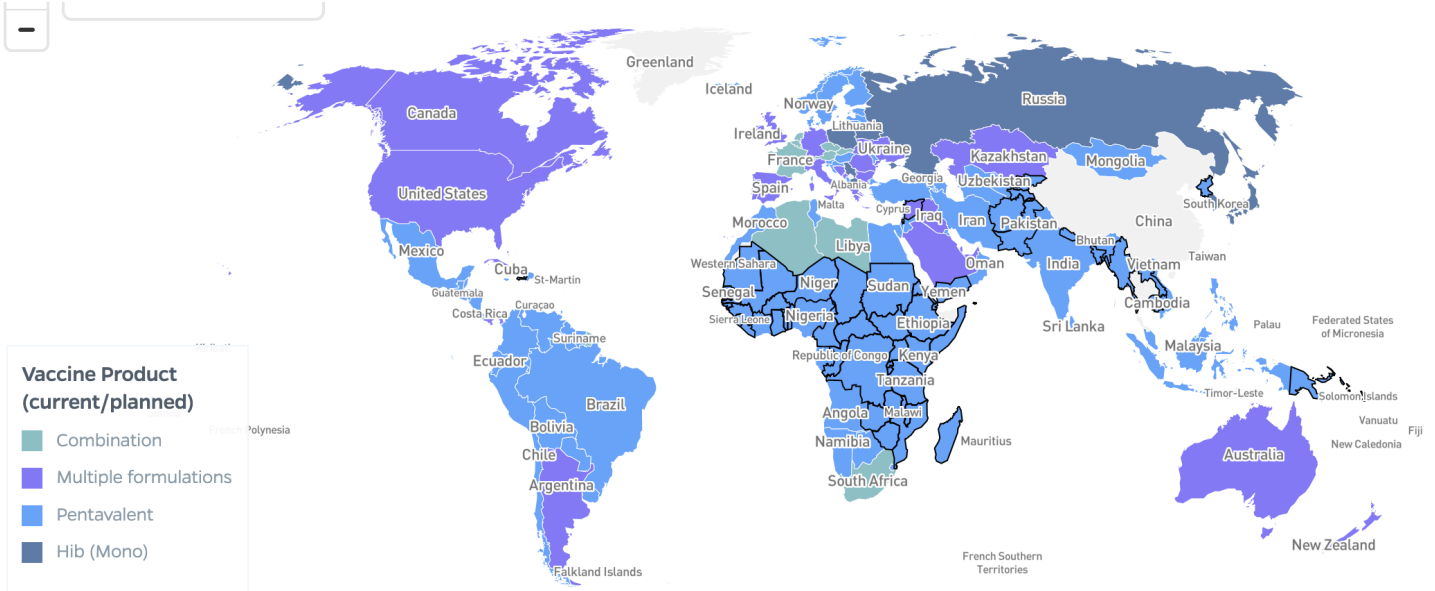 Greenland
Iceland
Norway
Russia
Canada
Lithuania
Ireland
Ukraine
France
Kazakhstan
Mongolia
United States
Spain
Albania
Georgia
Uzbekistan
Malta
Cyprus
Iraq
Iran
Pakistan
South Korea
China
Morocco
Libya
Mexico
Bhutan
Taiwan
Western Sahara
Oman
India
Vietnam
Cuba
St-Martin
Niger
Sudan
Yemen
Guatemala
Senegal
Cambodia
Curaçao
Costa Rica
Sierra Leone
Nigeria
Ethiopia
Sri Lanka
Palau
Federated States
of Micronesia
Suriname
Malaysia
Ecuador
Republic of Congo
Kenya
Tanzania
Timor-Leste
Solomon Islands
Brazil
Angola
Malawi
Vanuatu
Bolivia
Namibia
Mauritius
New Caledonia
Fiji
French Polynesia
Chile
Australia
Argentina
South Africa
New Zealand
French Southern
Territories
Falkland Islands
Vaccine Product
(current/planned)
Combination
Multiple formulations
Pentavalent
Hib (Mono)